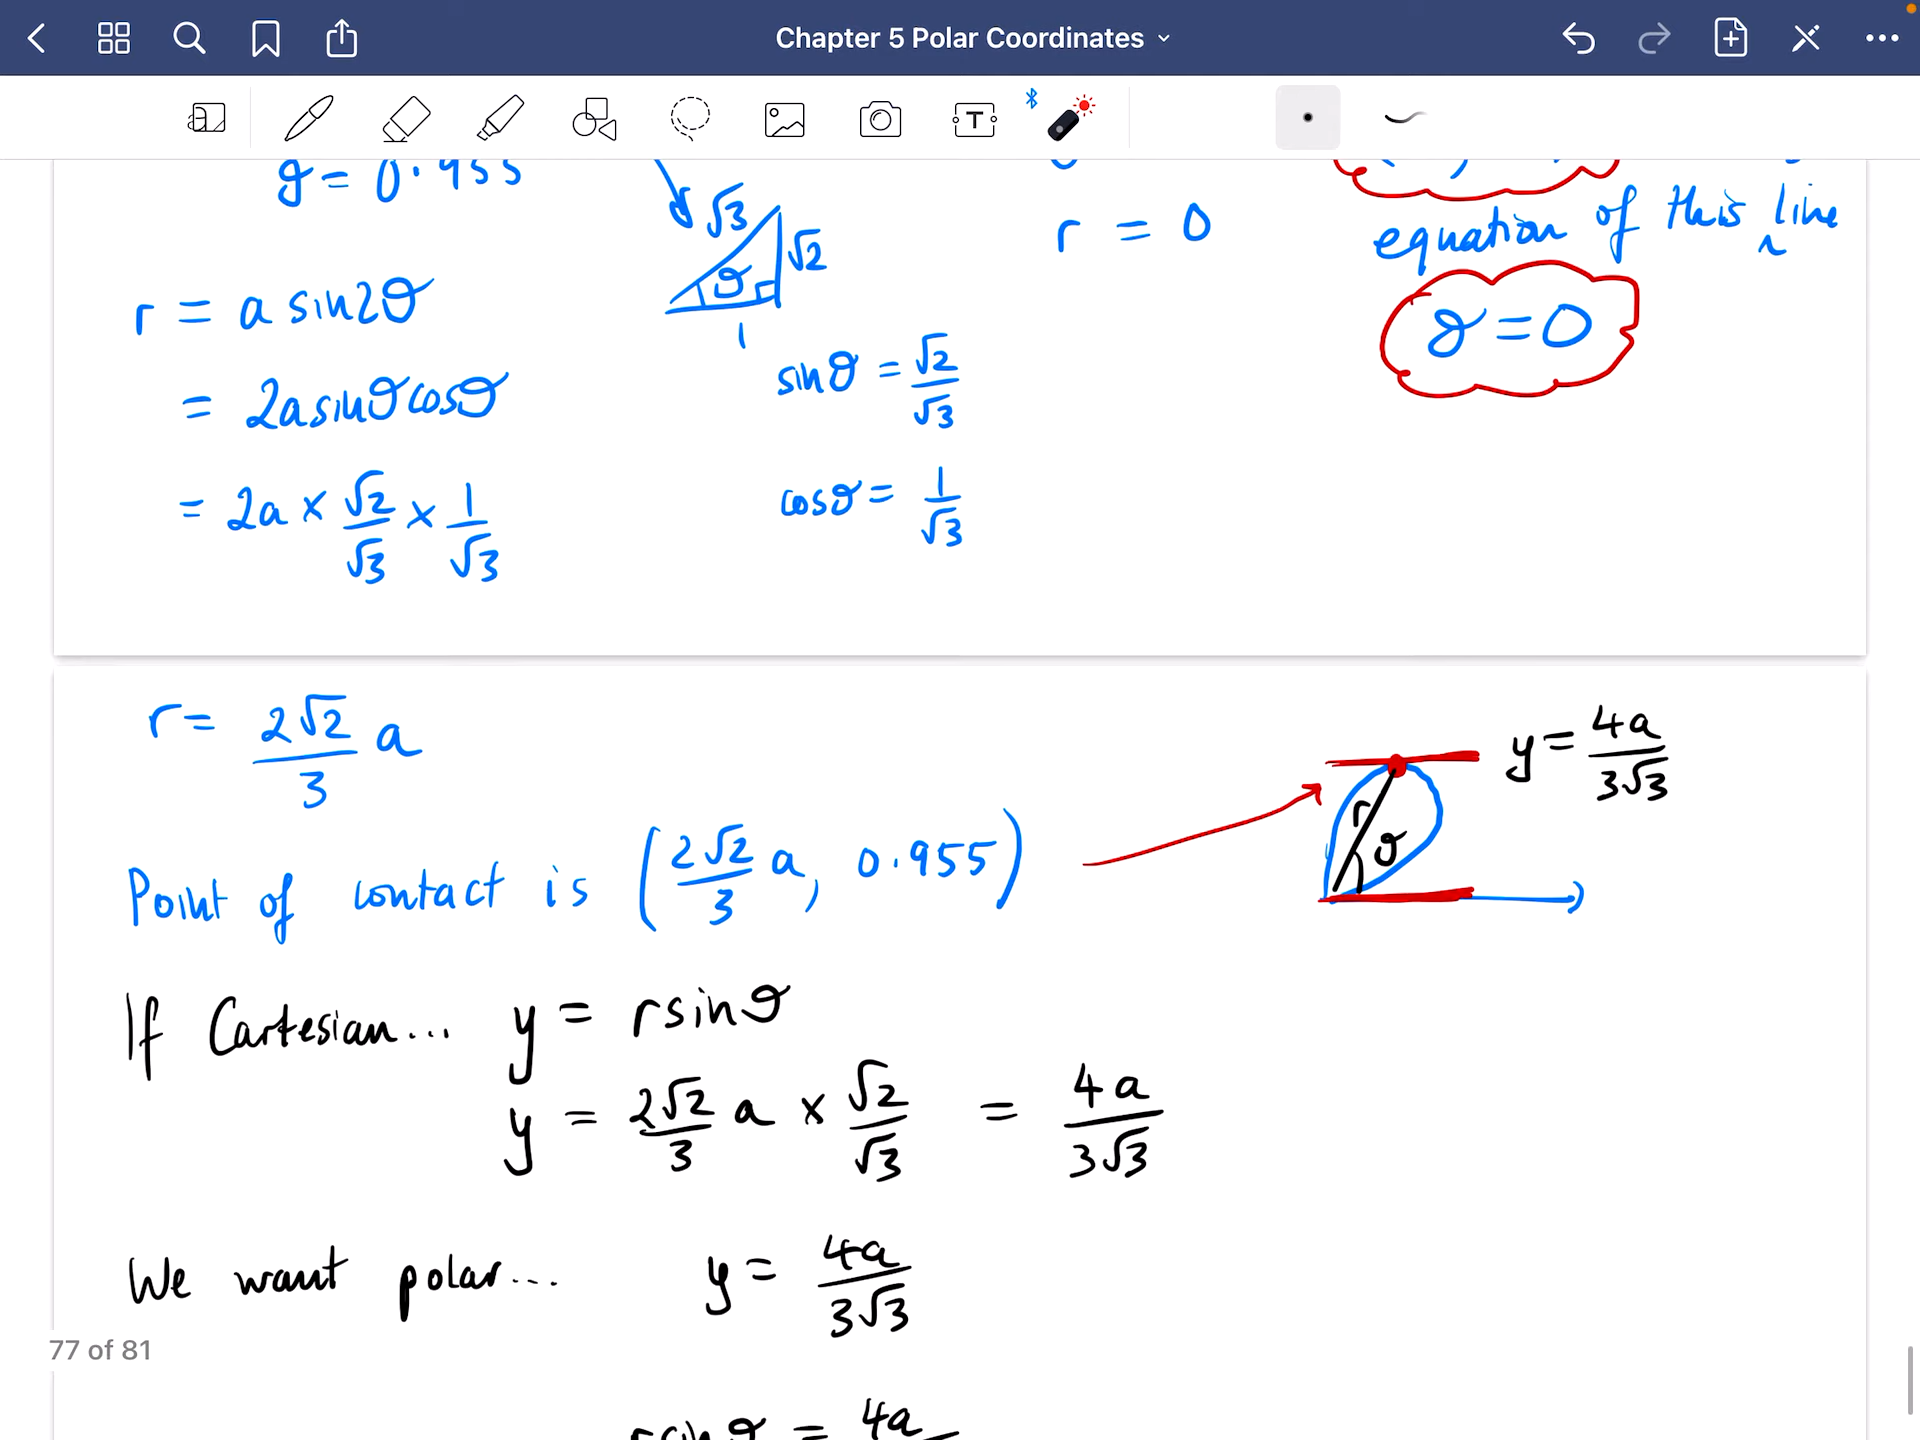 Chapter 5 Polar Coordinates
θ = 0.955
r = a sin2θ
= 2a sinθ cosθ
= 2a × √2/√3 × 1/√3
√3
√2
θ
1
sinθ = √2/√3
cosθ = 1/√3
r = 0
equation of this line
θ = 0
r = 2√2/3 a
Point of contact is (2√2/3 a, 0.955)
y = 4a/3√3
r
θ
If Cartesian... y = rsinθ
y = 2√2/3 a × √2/√3 = 4a/3√3
We want polar... y = 4a/3√3
77 of 81
rsinθ = 4a